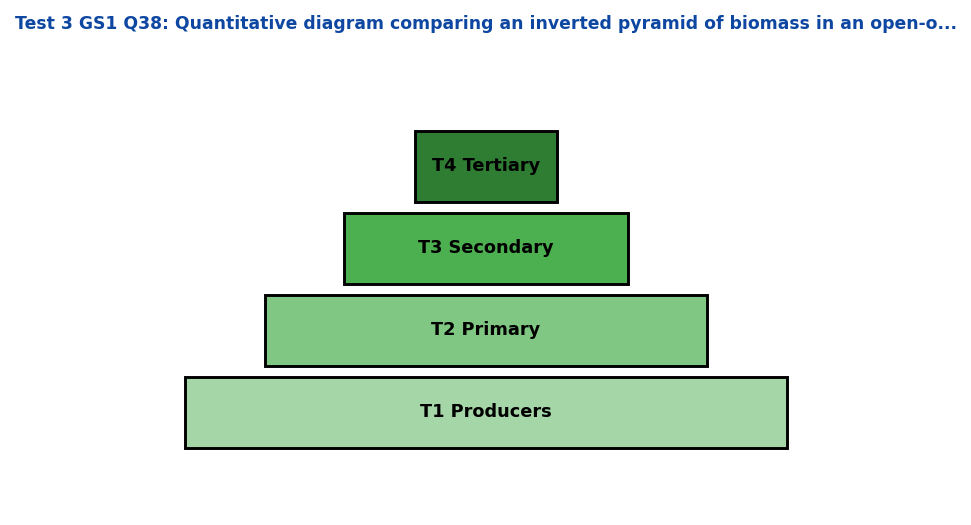 Test 3 GS1 Q38: Quantitative diagram comparing an inverted pyramid of biomass in an open-o...
T4 Tertiary
T3 Secondary
T2 Primary
T1 Producers